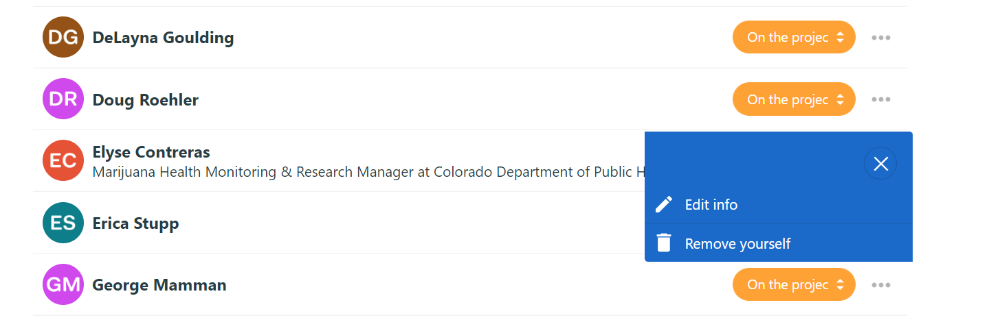 DG DeLayna Goulding On the projec
DR Doug Roehler On the projec
EC Elyse Contreras
Marijuana Health Monitoring & Research Manager at Colorado Department of Public H
Edit info
ES Erica Stupp
Remove yourself
GM George Mamman On the projec